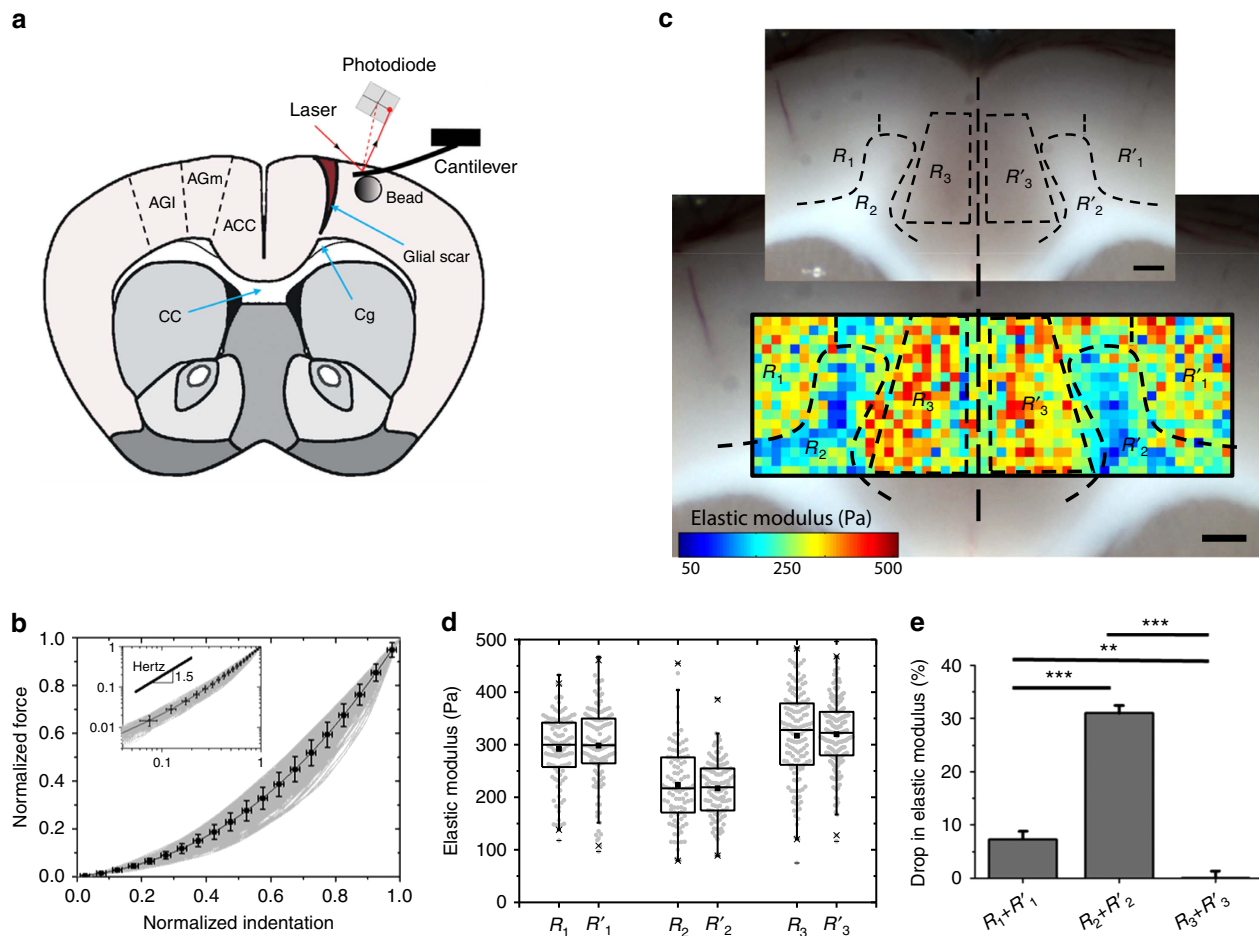 a
Photodiode
Laser
Cantilever
Bead
AGm
AGl
ACC
Glial scar
CC
Cg
c
R1
R2
R3
R′3
R′2
R′1
R1
R2
R3
R′3
R′2
R′1
Elastic modulus (Pa)
50 250 500
b
Normalized force
1.0
0.8
0.6
0.4
0.2
0.0
1
0.1
0.01
Hertz
1.5
0.1 1
0.0 0.2 0.4 0.6 0.8 1.0
Normalized indentation
d
Elastic modulus (Pa)
500
400
300
200
100
0
R1 R′1 R2 R′2 R3 R′3
e
Drop in elastic modulus (%)
40
30
20
10
0
***
**
***
R1+R′1 R2+R′2 R3+R′3